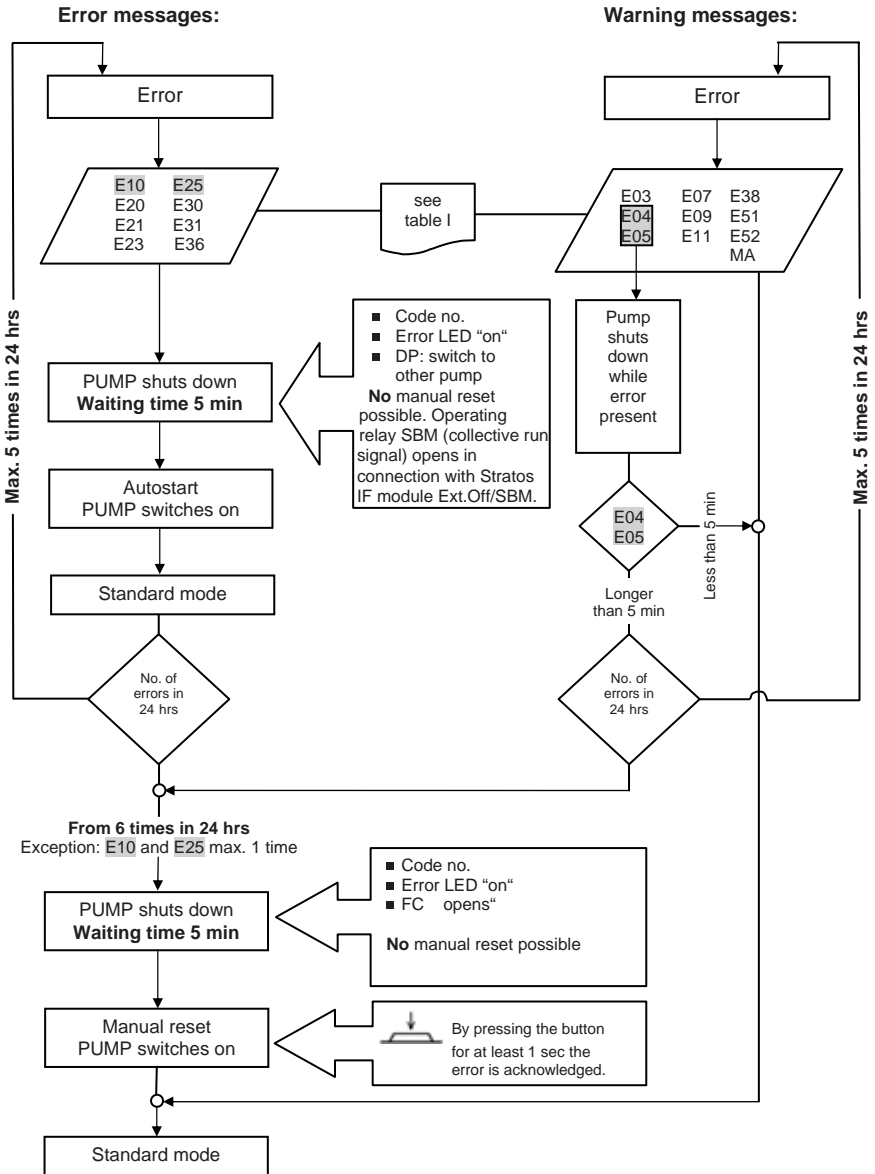 Error messages:
Error
E10 E25
E20 E30
E21 E31
E23 E36
see
table I
Max. 5 times in 24 hrs
PUMP shuts down
Waiting time 5 min
■ Code no.
■ Error LED “on“
■ DP: switch to
other pump
No manual reset
possible. Operating
relay SBM (collective run
signal) opens in
connection with Stratos
IF module Ext.Off/SBM.
Autostart
PUMP switches on
Standard mode
No. of
errors in
24 hrs
Warning messages:
Error
E03 E07 E38
E04 E09 E51
E05 E11 E52
MA
Pump
shuts
down
while
error
present
E04
E05
Less than 5 min
Longer
than 5 min
No. of
errors in
24 hrs
Max. 5 times in 24 hrs
From 6 times in 24 hrs
Exception: E10 and E25 max. 1 time
PUMP shuts down
Waiting time 5 min
■ Code no.
■ Error LED “on“
■ FC opens“
No manual reset possible
Manual reset
PUMP switches on
By pressing the button
for at least 1 sec the
error is acknowledged.
Standard mode